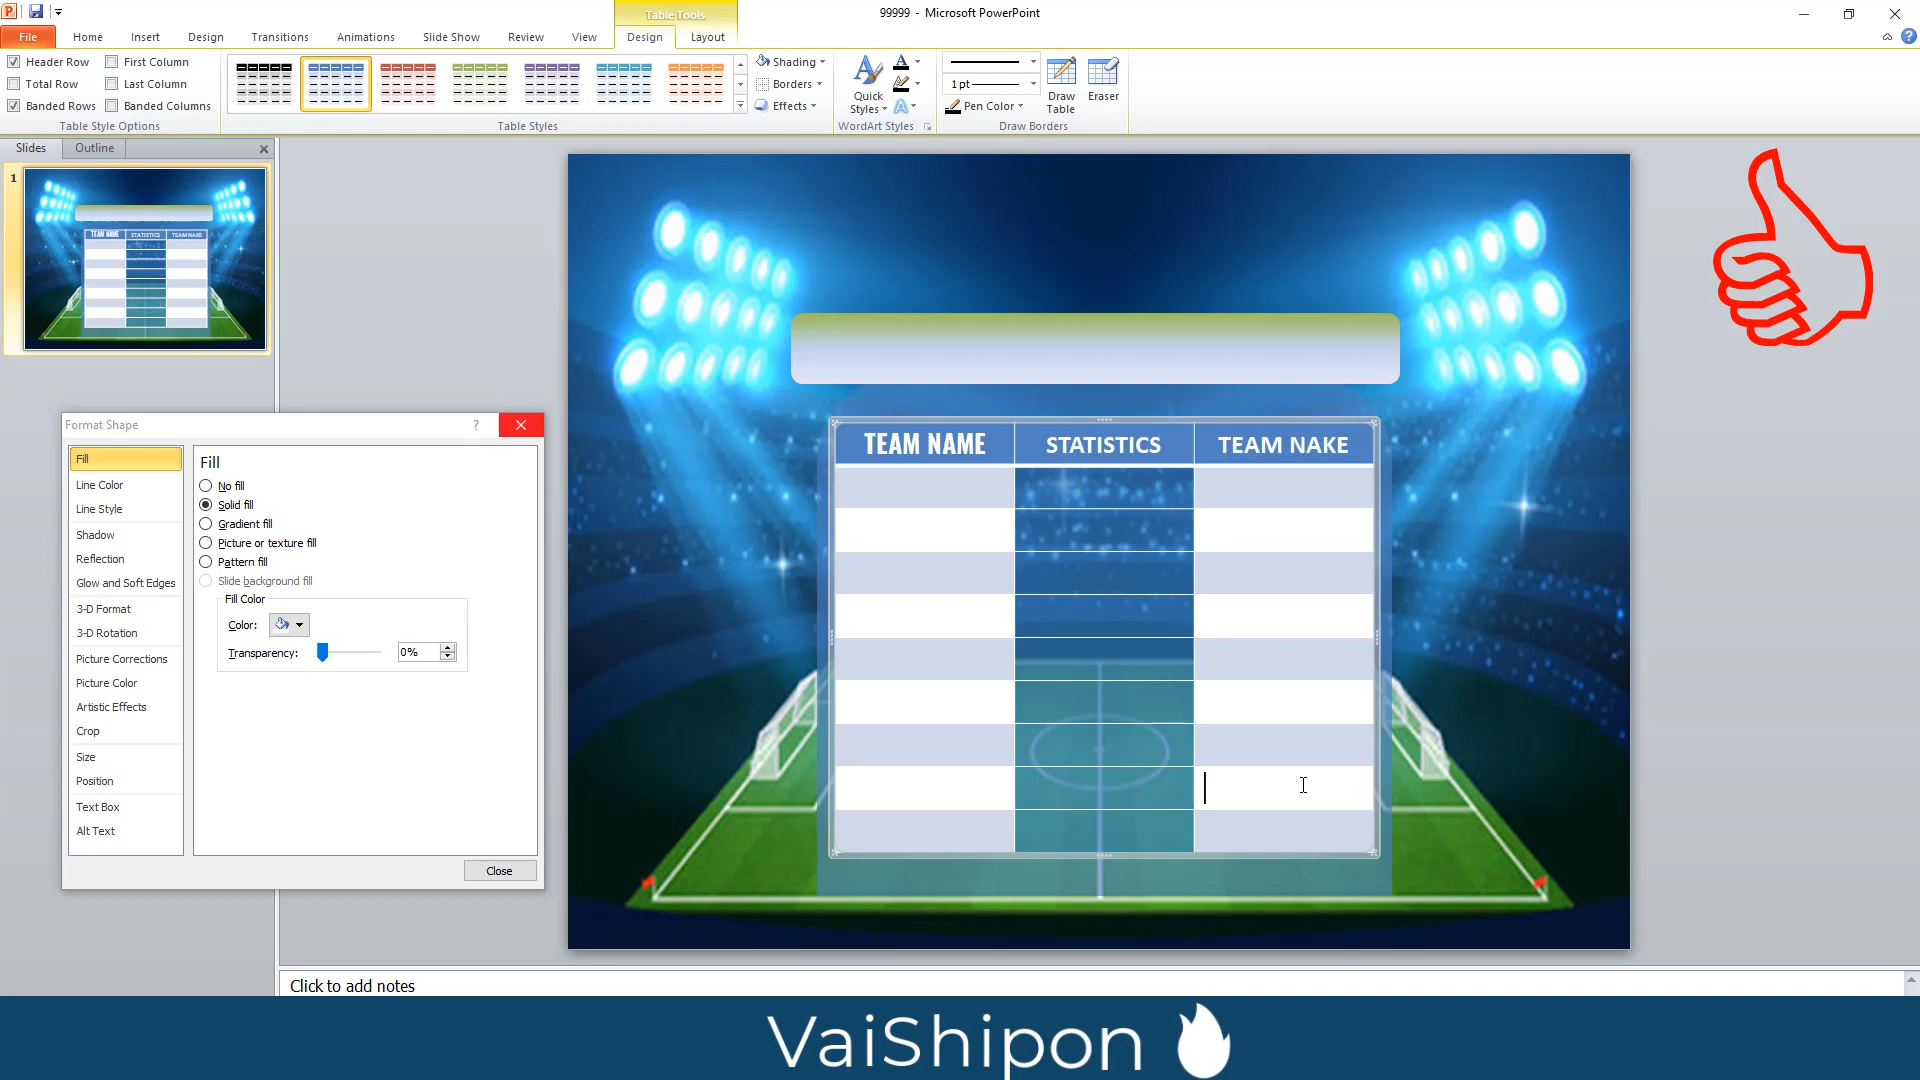 99999 - Microsoft PowerPoint
Table Tools
File Home Insert Design Transitions Animations Slide Show Review View Design Layout
Header Row First Column
Total Row Last Column
Banded Rows Banded Columns
Table Style Options
Table Styles
Shading
Borders
Effects
Quick Styles
WordArt Styles
1 pt
Pen Color
Draw Table
Eraser
Draw Borders
Slides Outline
1
TEAM NAME STATISTICS TEAM NAKE
Format Shape
?
Fill
Line Color
Line Style
Shadow
Reflection
Glow and Soft Edges
3-D Format
3-D Rotation
Picture Corrections
Picture Color
Artistic Effects
Crop
Size
Position
Text Box
Alt Text
Fill
No fill
Solid fill
Gradient fill
Picture or texture fill
Pattern fill
Slide background fill
Fill Color
Color:
Transparency: 0%
Close
TEAM NAME STATISTICS TEAM NAKE
Click to add notes
VaiShipon